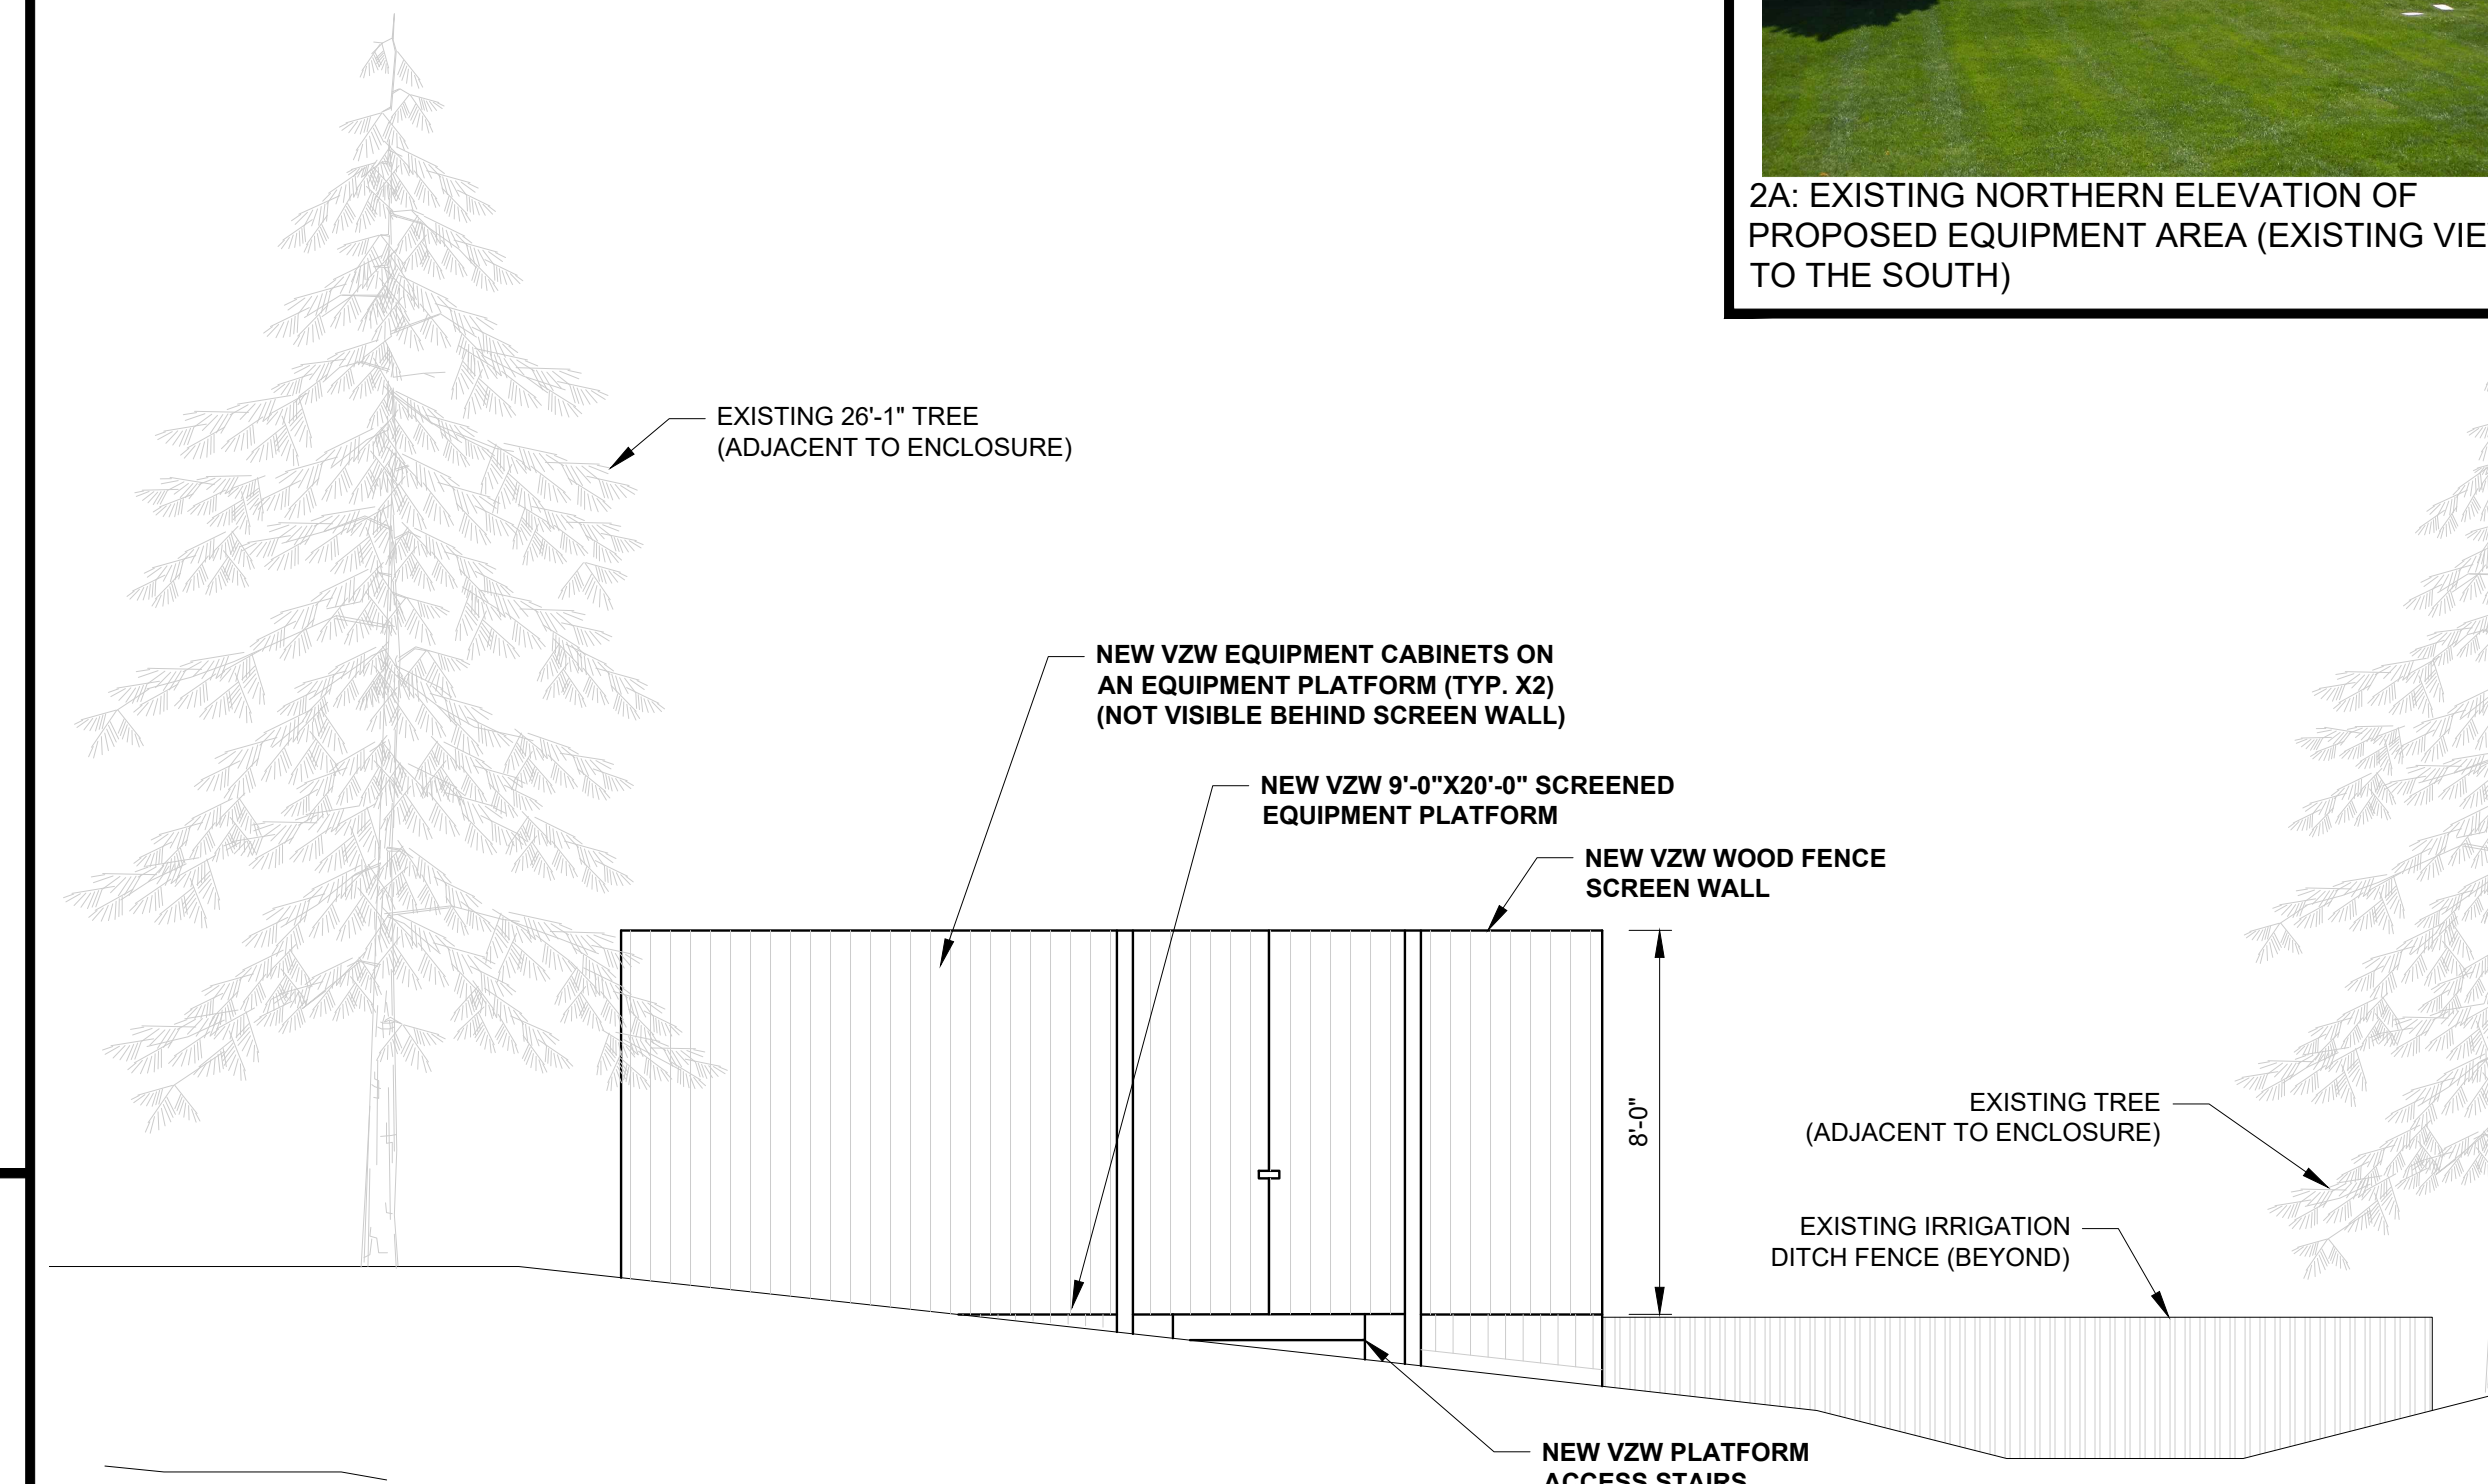 2A: EXISTING NORTHERN ELEVATION OF
PROPOSED EQUIPMENT AREA (EXISTING
TO THE SOUTH)
EXISTING 26'-1" TREE
(ADJACENT TO ENCLOSURE)
NEW VZW EQUIPMENT CABINETS ON
AN EQUIPMENT PLATFORM (TYP. X2)
(NOT VISIBLE BEHIND SCREEN WALL)
NEW VZW 9'-0"X20'-0" SCREENED
EQUIPMENT PLATFORM
NEW VZW WOOD FENCE
SCREEN WALL
8'-0"
EXISTING TREE
(ADJACENT TO ENCLOSURE)
EXISTING IRRIGATION
DITCH FENCE (BEYOND)
NEW VZW PLATFORM
ACCESS STAIRS